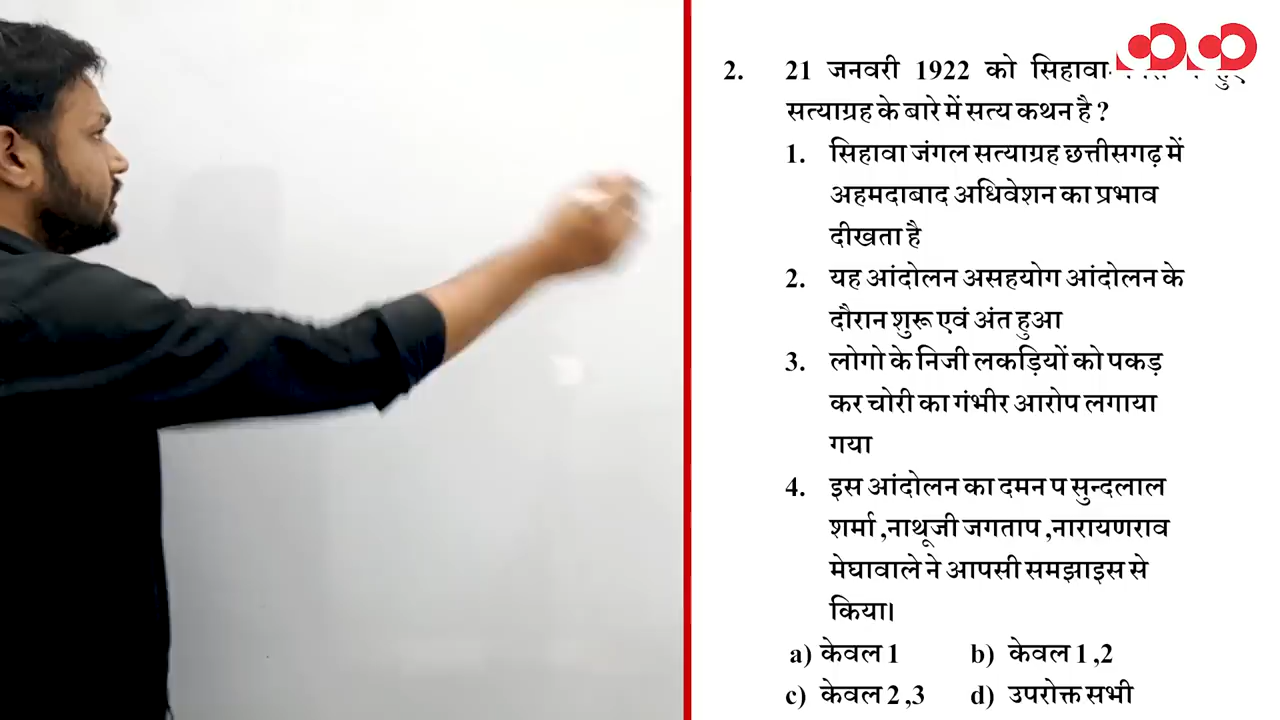 2. 21 जनवरी 1922 को सिहावा
सत्याग्रह के बारे में सत्य कथन है ?
1. सिहावा जंगल सत्याग्रह छत्तीसगढ़ में
अहमदाबाद अधिवेशन का प्रभाव
दीखता है
2. यह आंदोलन असहयोग आंदोलन के
दौरान शुरू एवं अंत हुआ
3. लोगो के निजी लकड़ियों को पकड़
कर चोरी का गंभीर आरोप लगाया
गया
4. इस आंदोलन का दमन प सुन्दलाल
शर्मा ,नाथूजी जगताप ,नारायणराव
मेघावाले ने आपसी समझाइस से
किया।
a) केवल 1 b) केवल 1 ,2
c) केवल 2 ,3 d) उपरोक्त सभी